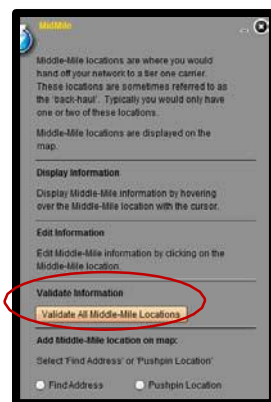 MidMile
Middle-Mile locations are where you would
hand off your network to a tier one carrier.
These locations are sometimes referred to as
the 'back-haul'. Typically you would only have
one or two of these locations.
Middle-Mile locations are displayed on the
map.
Display Information
Display Middle-Mile information by hovering
over the Middle-Mile location with the cursor.
Edit Information
Edit Middle-Mile information by clicking on the
Middle-Mile location.
Validate Information
Validate All Middle-Mile Locations
Add Middle-Mile location on map:
Select 'Find Address' or 'Pushpin Location'
Find Address Pushpin Location